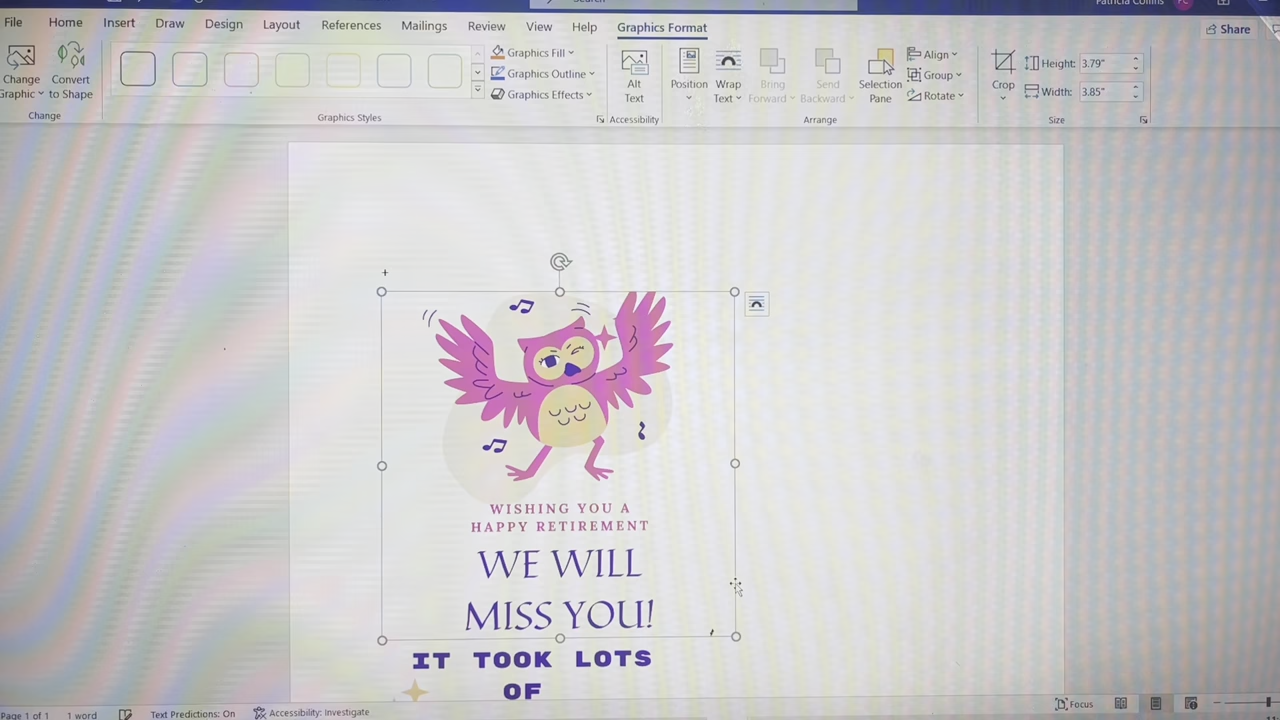 File Home Insert Draw Design Layout References Mailings Review View Help Graphics Format
Share
Change
Graphic
Convert
to Shape
Change
Graphics Styles
Graphics Fill
Graphics Outline
Graphics Effects
Alt
Text
Accessibility
Position
Wrap
Text
Bring
Forward
Send
Backward
Selection
Pane
Align
Group
Rotate
Arrange
Crop
Height: 3.79"
Width: 3.85"
Size
WISHING YOU A
HAPPY RETIREMENT
WE WILL
MISS YOU!
IT TOOK LOTS
OF
Page 1 of 1 1 word Text Predictions: On Accessibility: Investigate Focus